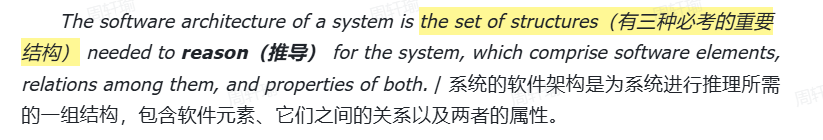 The software architecture of a system is the set of structures（有三种必考的重要
结构） needed to reason（推导） for the system, which comprise software elements,
relations among them, and properties of both. | 系统的软件架构是为系统进行推理所需
的一组结构，包含软件元素、它们之间的关系以及两者的属性。